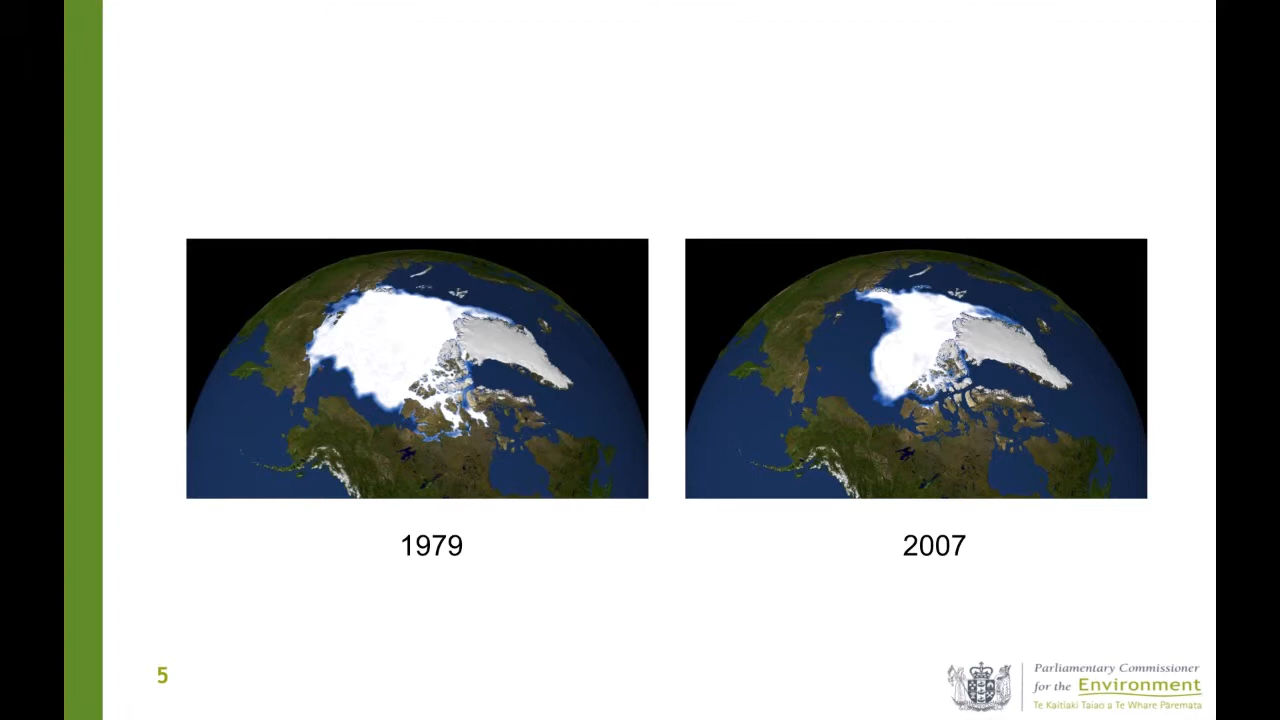 1979
2007
5
Parliamentary Commissioner
for the Environment
Te Kaitiaki Taiao a Te Whare Pāremata